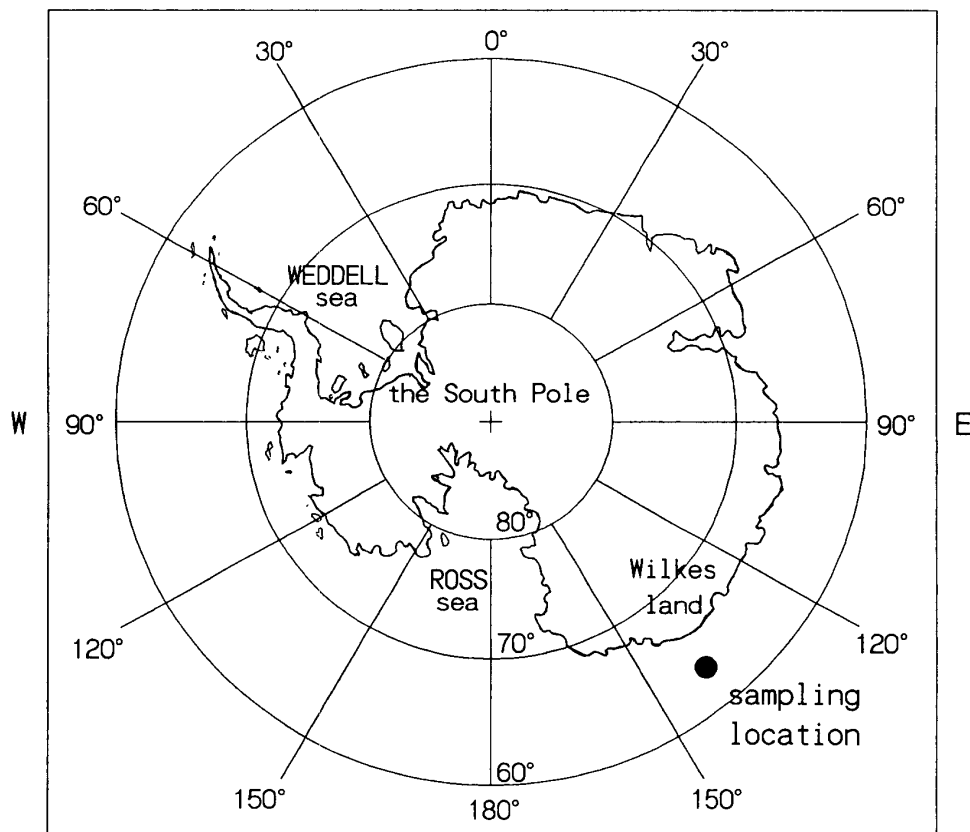 0°
30°
30°
60°
60°
WEDDELL
sea
the South Pole
W
90°
90°
E
80°
ROSS
sea
Wilkes
land
120°
120°
70°
sampling
location
60°
150°
150°
180°